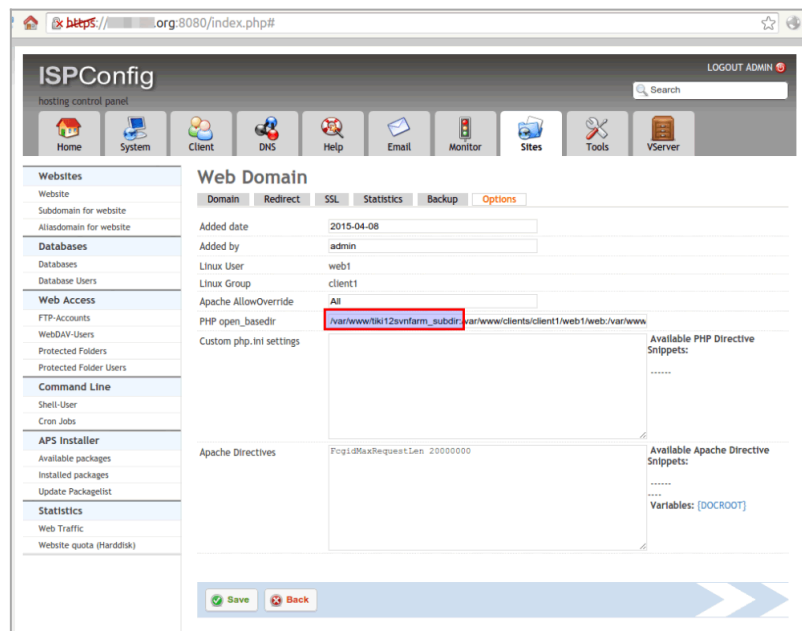 https:// .org:8080/index.php#
ISPConfig
hosting control panel
LOGOUT ADMIN
Search
Home System Client DNS Help Email Monitor Sites Tools VServer
Websites
Website
Subdomain for website
Aliasdomain for website
Databases
Databases
Database Users
Web Access
FTP-Accounts
WebDAV-Users
Protected Folders
Protected Folder Users
Command Line
Shell-User
Cron Jobs
APS Installer
Available packages
Installed packages
Update Packagelist
Statistics
Web Traffic
Website quota (Harddisk)
Web Domain
Domain Redirect SSL Statistics Backup Options
Added date 2015-04-08
Added by admin
Linux User web1
Linux Group client1
Apache AllowOverride All
PHP open_basedir /var/www/tiki12svnfarm_subdir:/var/www/clients/client1/web1/web:/var/www
Custom php.ini settings
Available PHP Directive
Snippets:
------
Apache Directives FcgidMaxRequestLen 20000000
Available Apache Directive
Snippets:
------
----
Variables: [DOCROOT]
Save Back